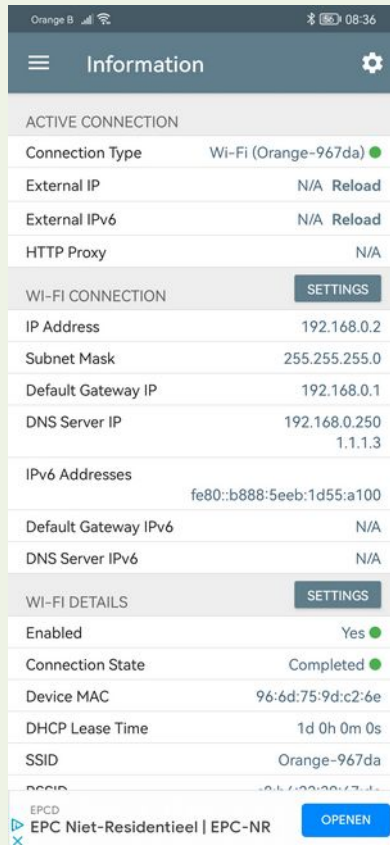 Orange B 56 08:36
Information
ACTIVE CONNECTION
Connection Type Wi-Fi (Orange-967da)
External IP N/A Reload
External IPv6 N/A Reload
HTTP Proxy N/A
WI-FI CONNECTION SETTINGS
IP Address 192.168.0.2
Subnet Mask 255.255.255.0
Default Gateway IP 192.168.0.1
DNS Server IP 192.168.0.250
1.1.1.3
IPv6 Addresses
fe80::b888:5eeb:1d55:a100
Default Gateway IPv6 N/A
DNS Server IPv6 N/A
WI-FI DETAILS SETTINGS
Enabled Yes
Connection State Completed
Device MAC 96:6d:75:9d:c2:6e
DHCP Lease Time 1d 0h 0m 0s
SSID Orange-967da
BSSID
EPCD
EPC Niet-Residentieel | EPC-NR OPENEN